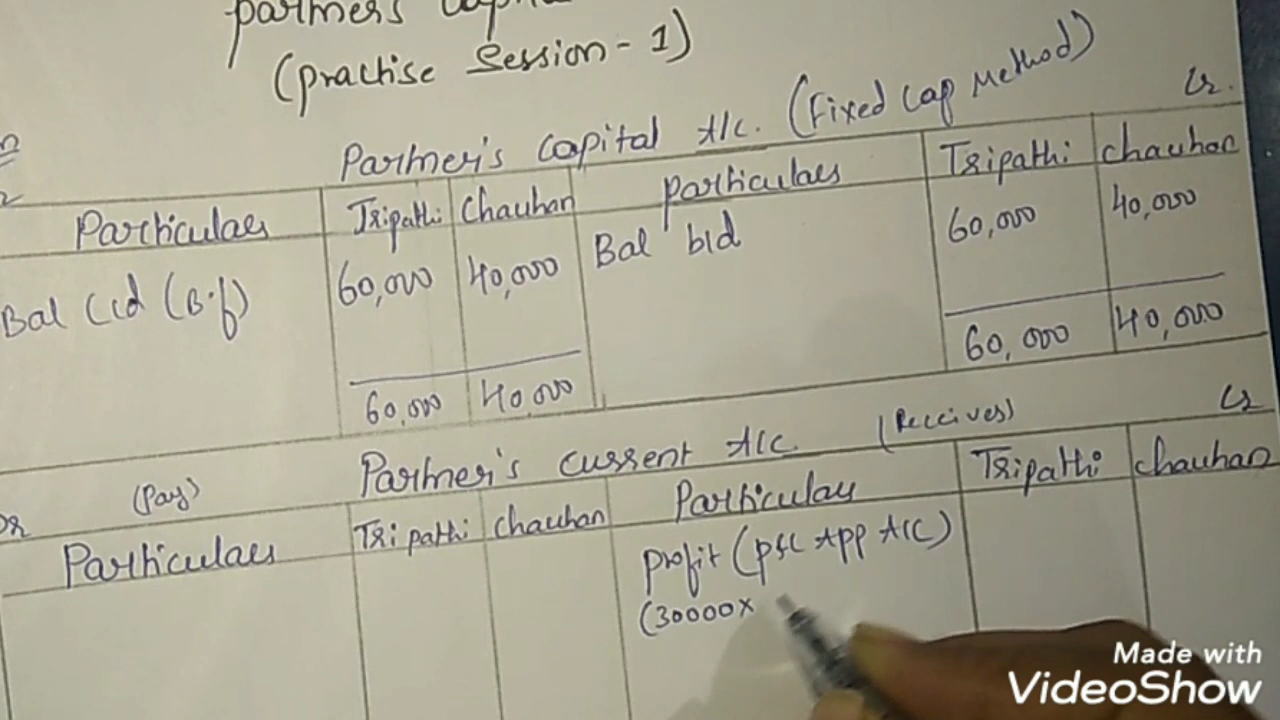 partners
(practise Session - 1)
Partner's Capital A/c. (Fixed Cap Method)
Cr.
Particulars Tripathi Chauhan particulars Tripathi Chauhan
Bal c/d (B.f) 60,000 40,000 Bal b/d 60,000 40,000
60,000 40,000 60,000 40,000
Dr (Pay) Partner's Current A/c. (Receives) Cr
Particulars Tripathi Chauhan Particulars Tripathi Chauhan
profit (P&L App A/C)
(30000x
Made with
VideoShow